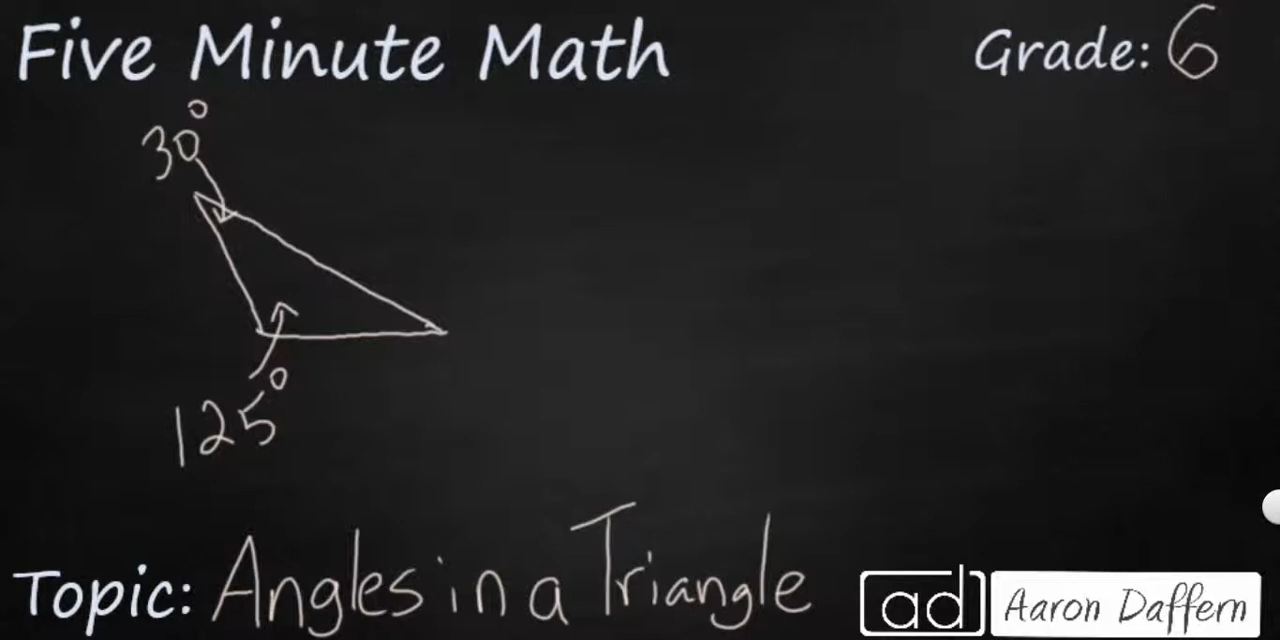 Five Minute Math
Grade: 6
30°
125°
Topic: Angles in a Triangle
ad Aaron Daffern